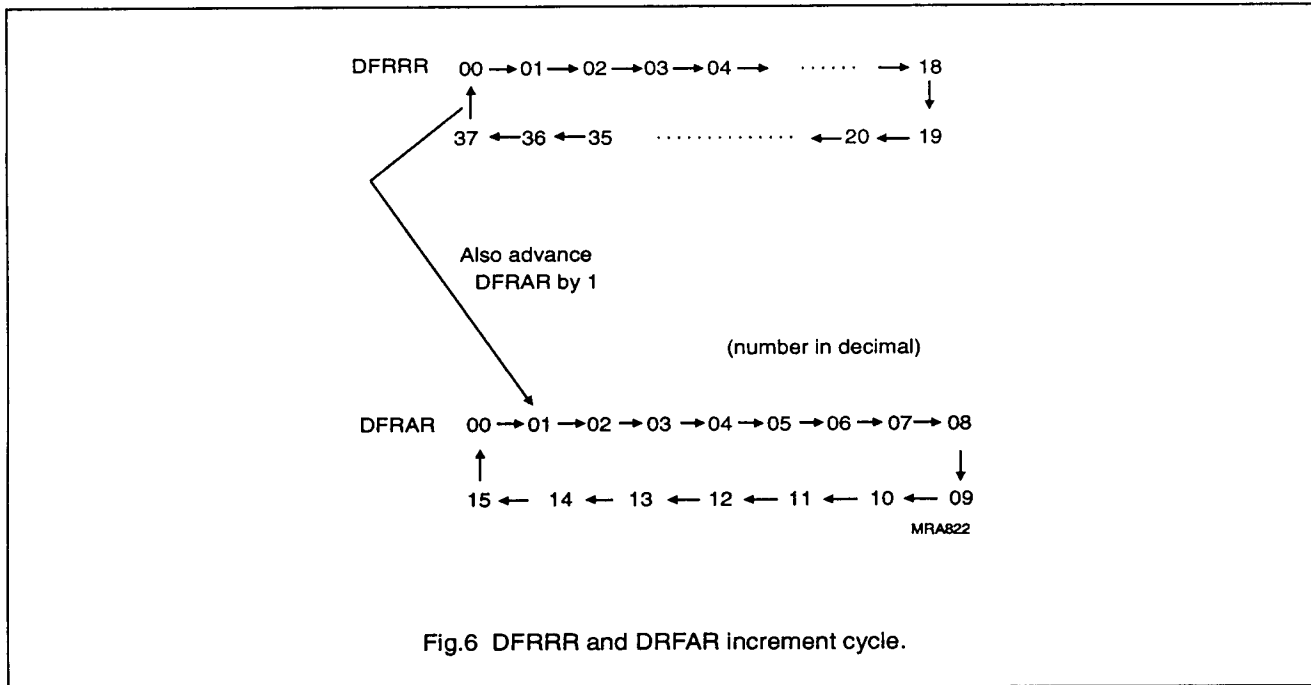 DFRRR 00 → 01 → 02 → 03 → 04 → ...... → 18
37 ← 36 ← 35 .............. ← 20 ← 19
Also advance
DFRAR by 1
(number in decimal)
DFRAR 00 → 01 → 02 → 03 → 04 → 05 → 06 → 07 → 08
15 ← 14 ← 13 ← 12 ← 11 ← 10 ← 09
MRA822
Fig.6 DFRRR and DRFAR increment cycle.